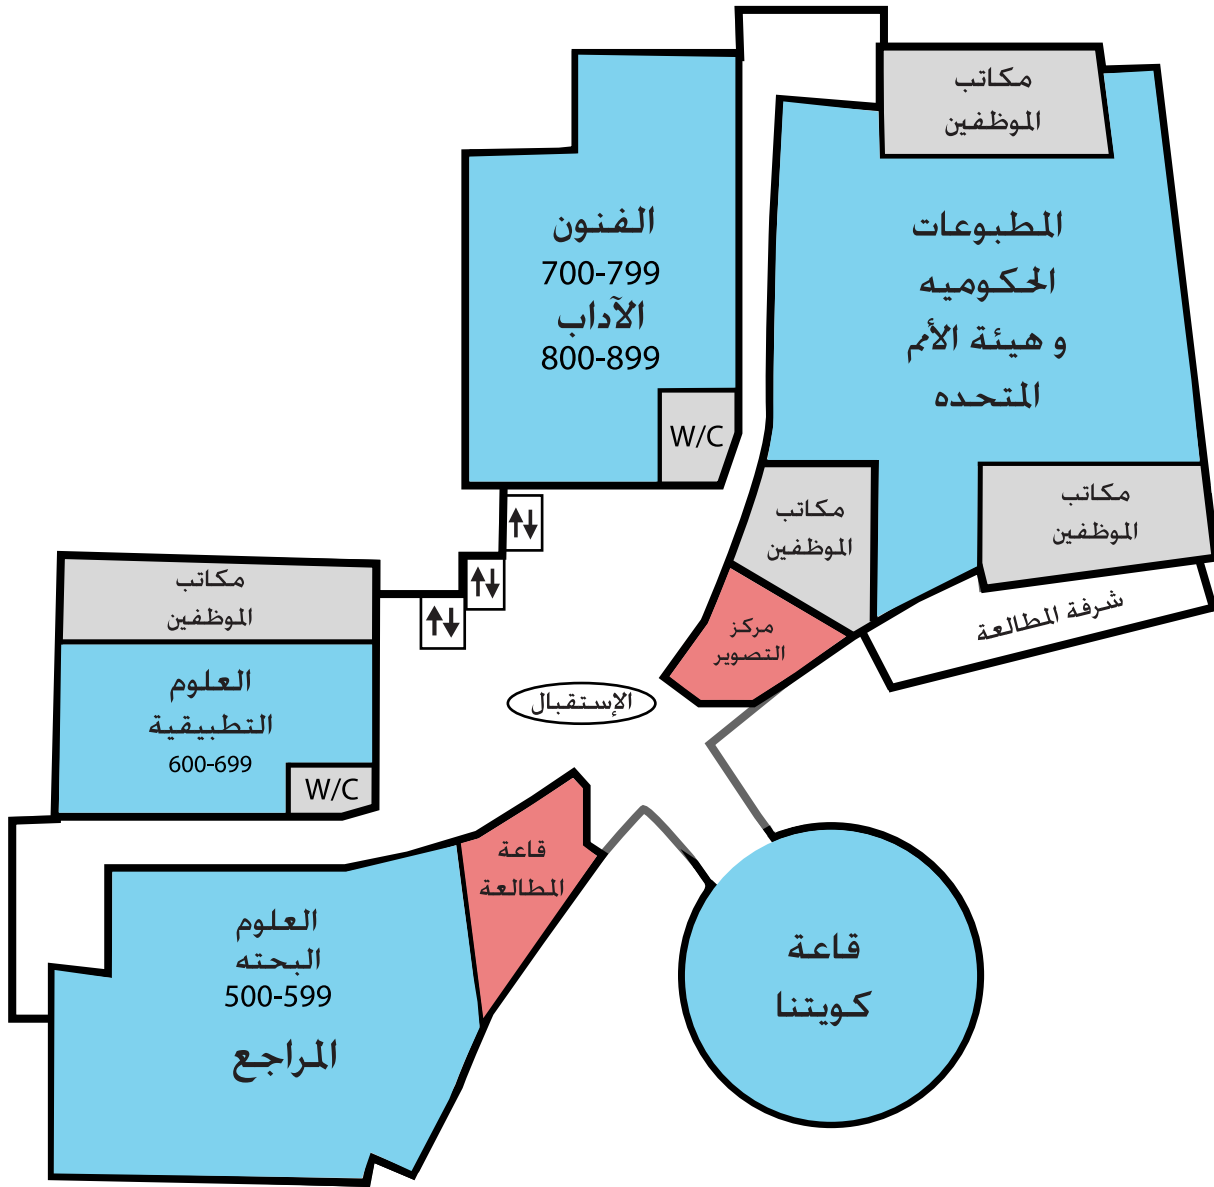 مكاتب
الموظفين
المطبوعات
الحكوميه
و هيئة الأمم
المتحده
الفنون
700-799
الآداب
800-899
W/C
مكاتب
الموظفين
مكاتب
الموظفين
شرفة المطالعة
مركز
التصوير
الإستقبال
مكاتب
الموظفين
العلوم
التطبيقية
600-699
W/C
قاعة
المطالعة
العلوم
البحته
500-599
المراجع
قاعة
كويتنا